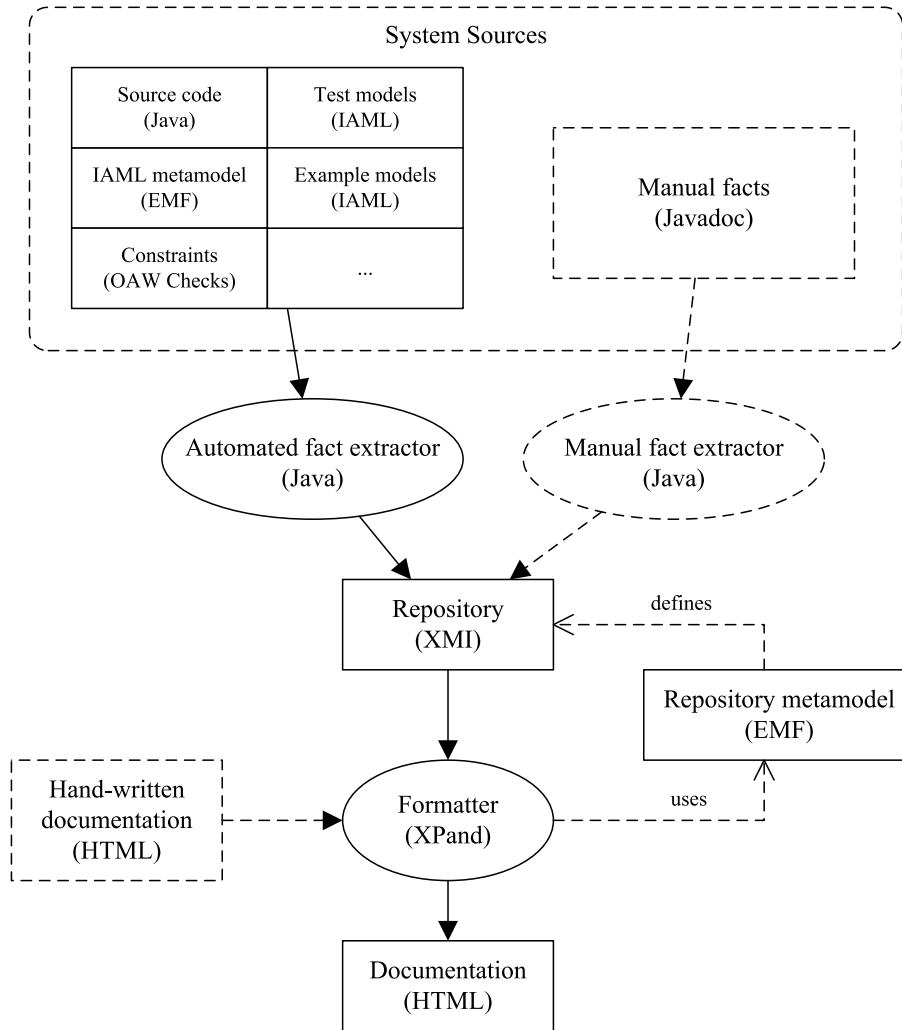 System Sources
Source code
(Java)
Test models
(IAML)
IAML metamodel
(EMF)
Example models
(IAML)
Constraints
(OAW Checks)
...
Manual facts
(Javadoc)
Automated fact extractor
(Java)
Manual fact extractor
(Java)
Repository
(XMI)
defines
Repository metamodel
(EMF)
Hand-written
documentation
(HTML)
Formatter
(XPand)
uses
Documentation
(HTML)